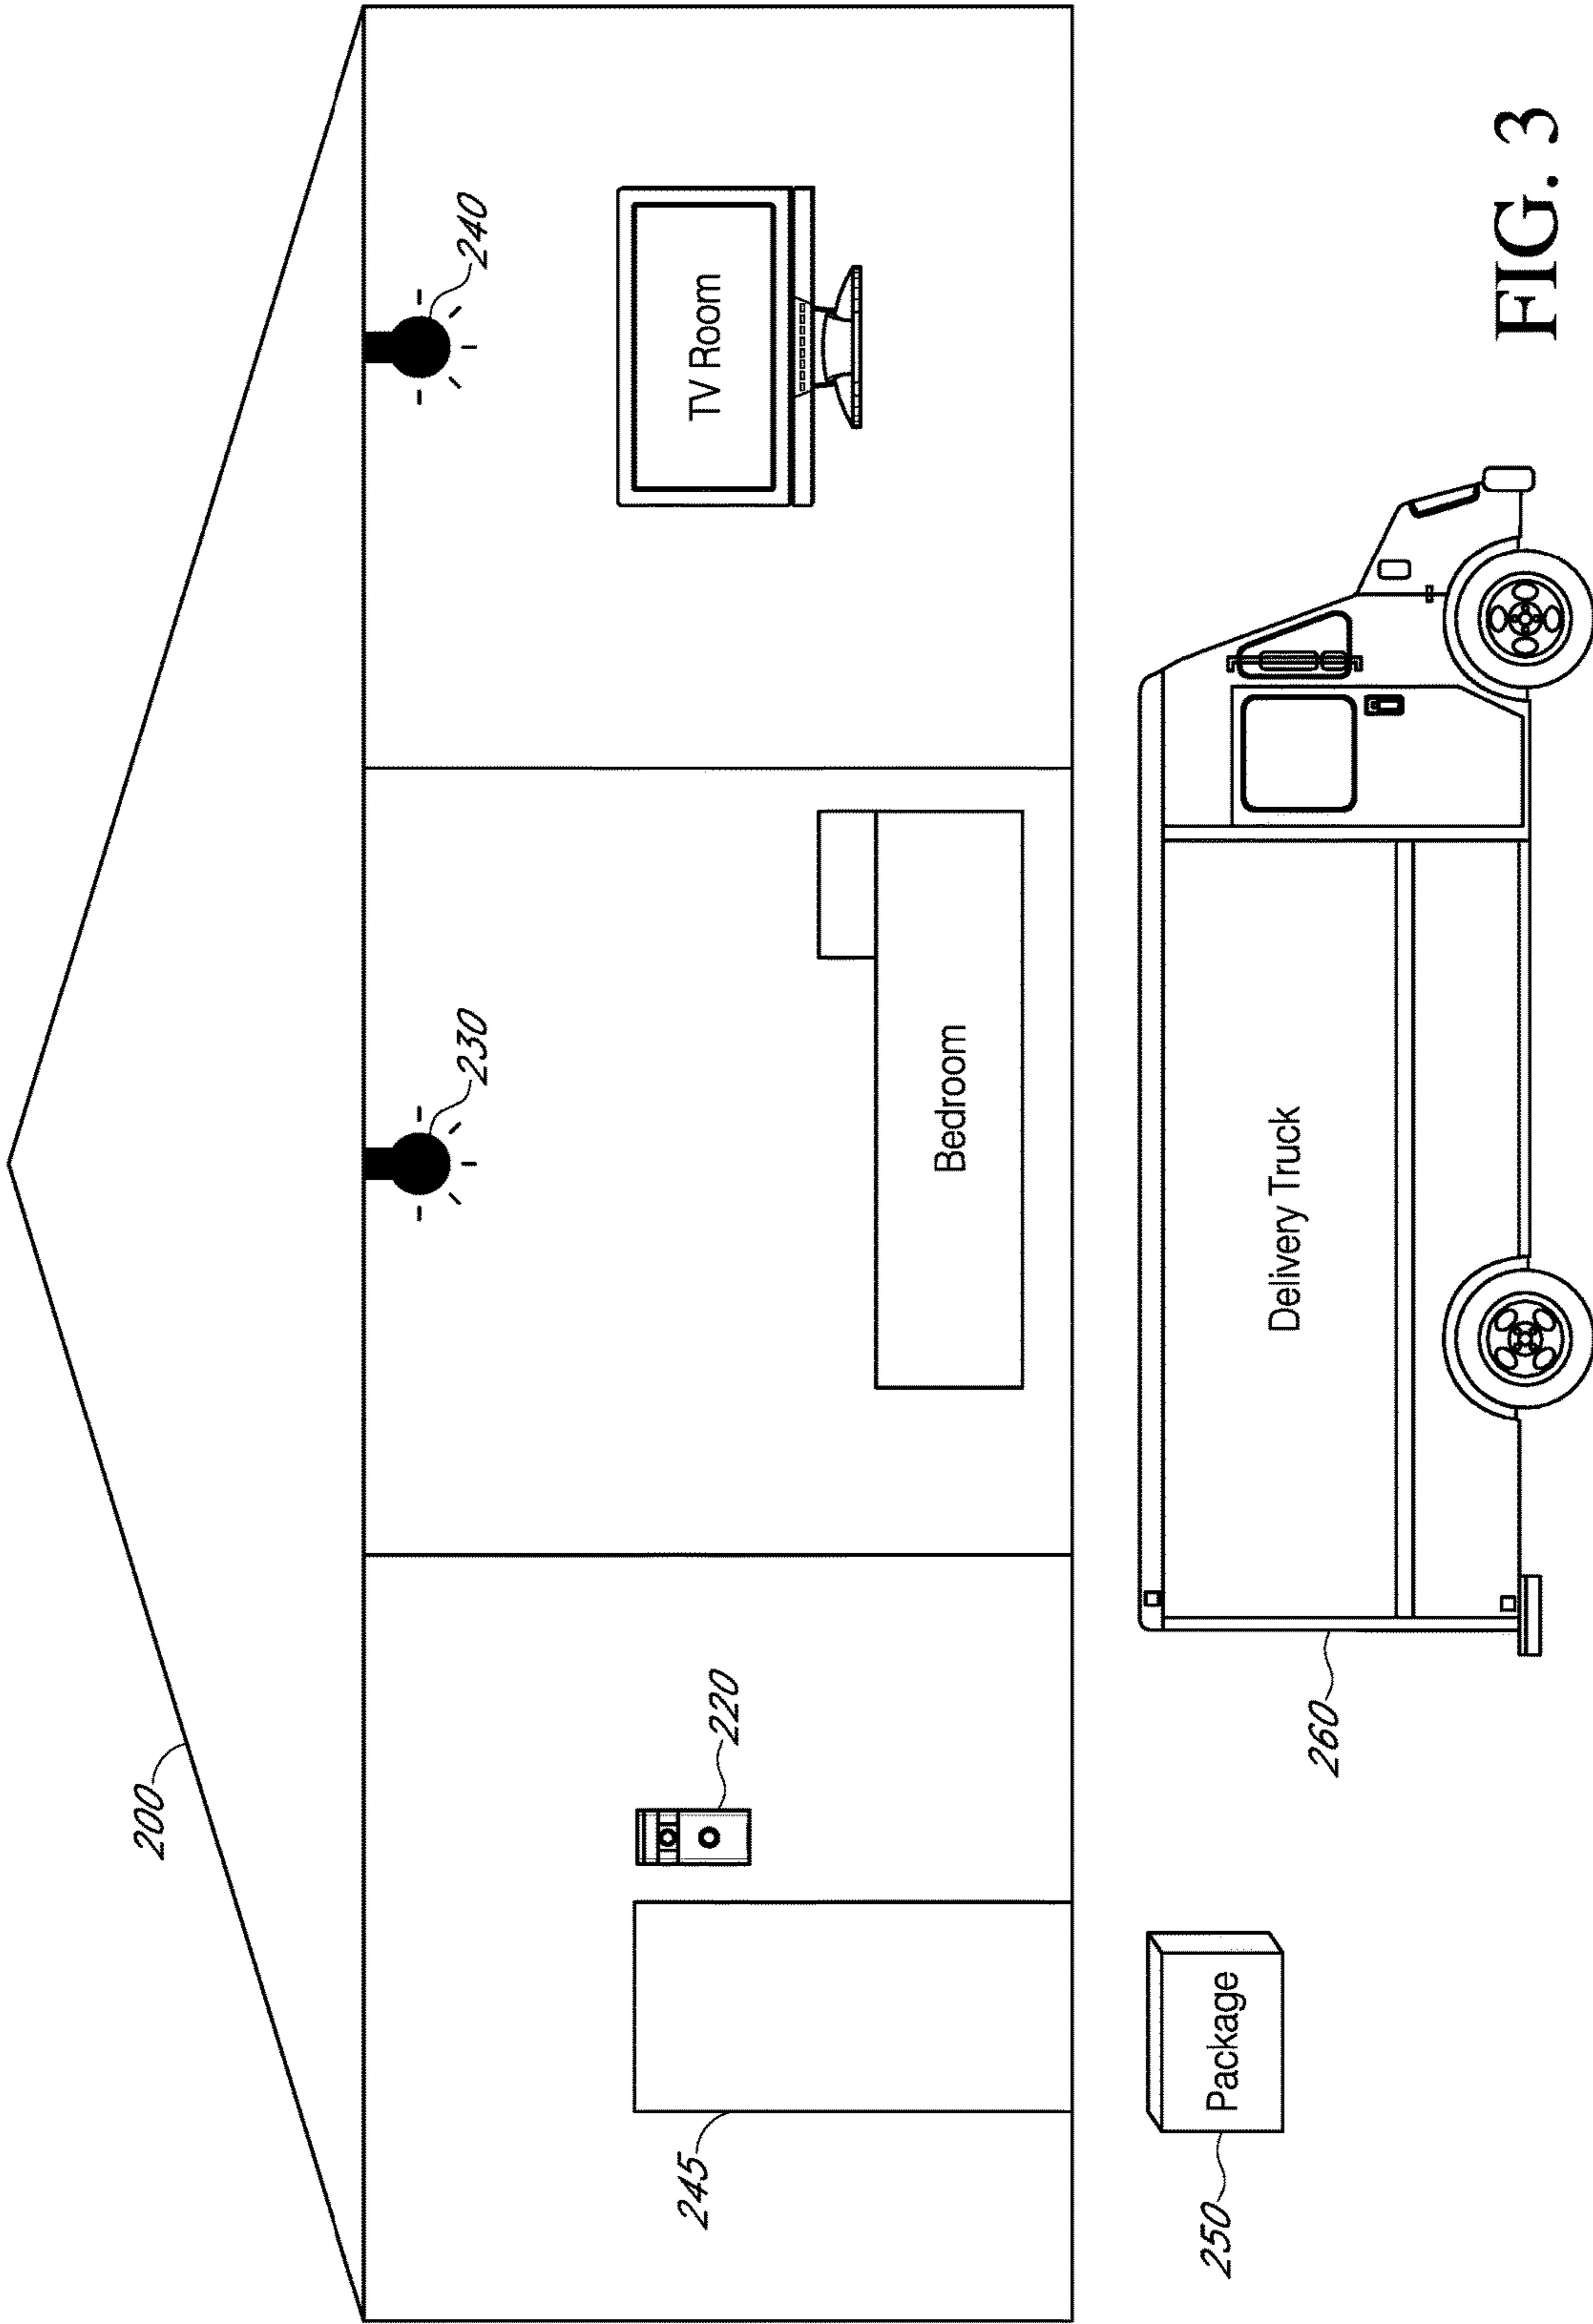 200
230
240
TV Room
220
245
Bedroom
Package
250
Delivery Truck
260
FIG. 3